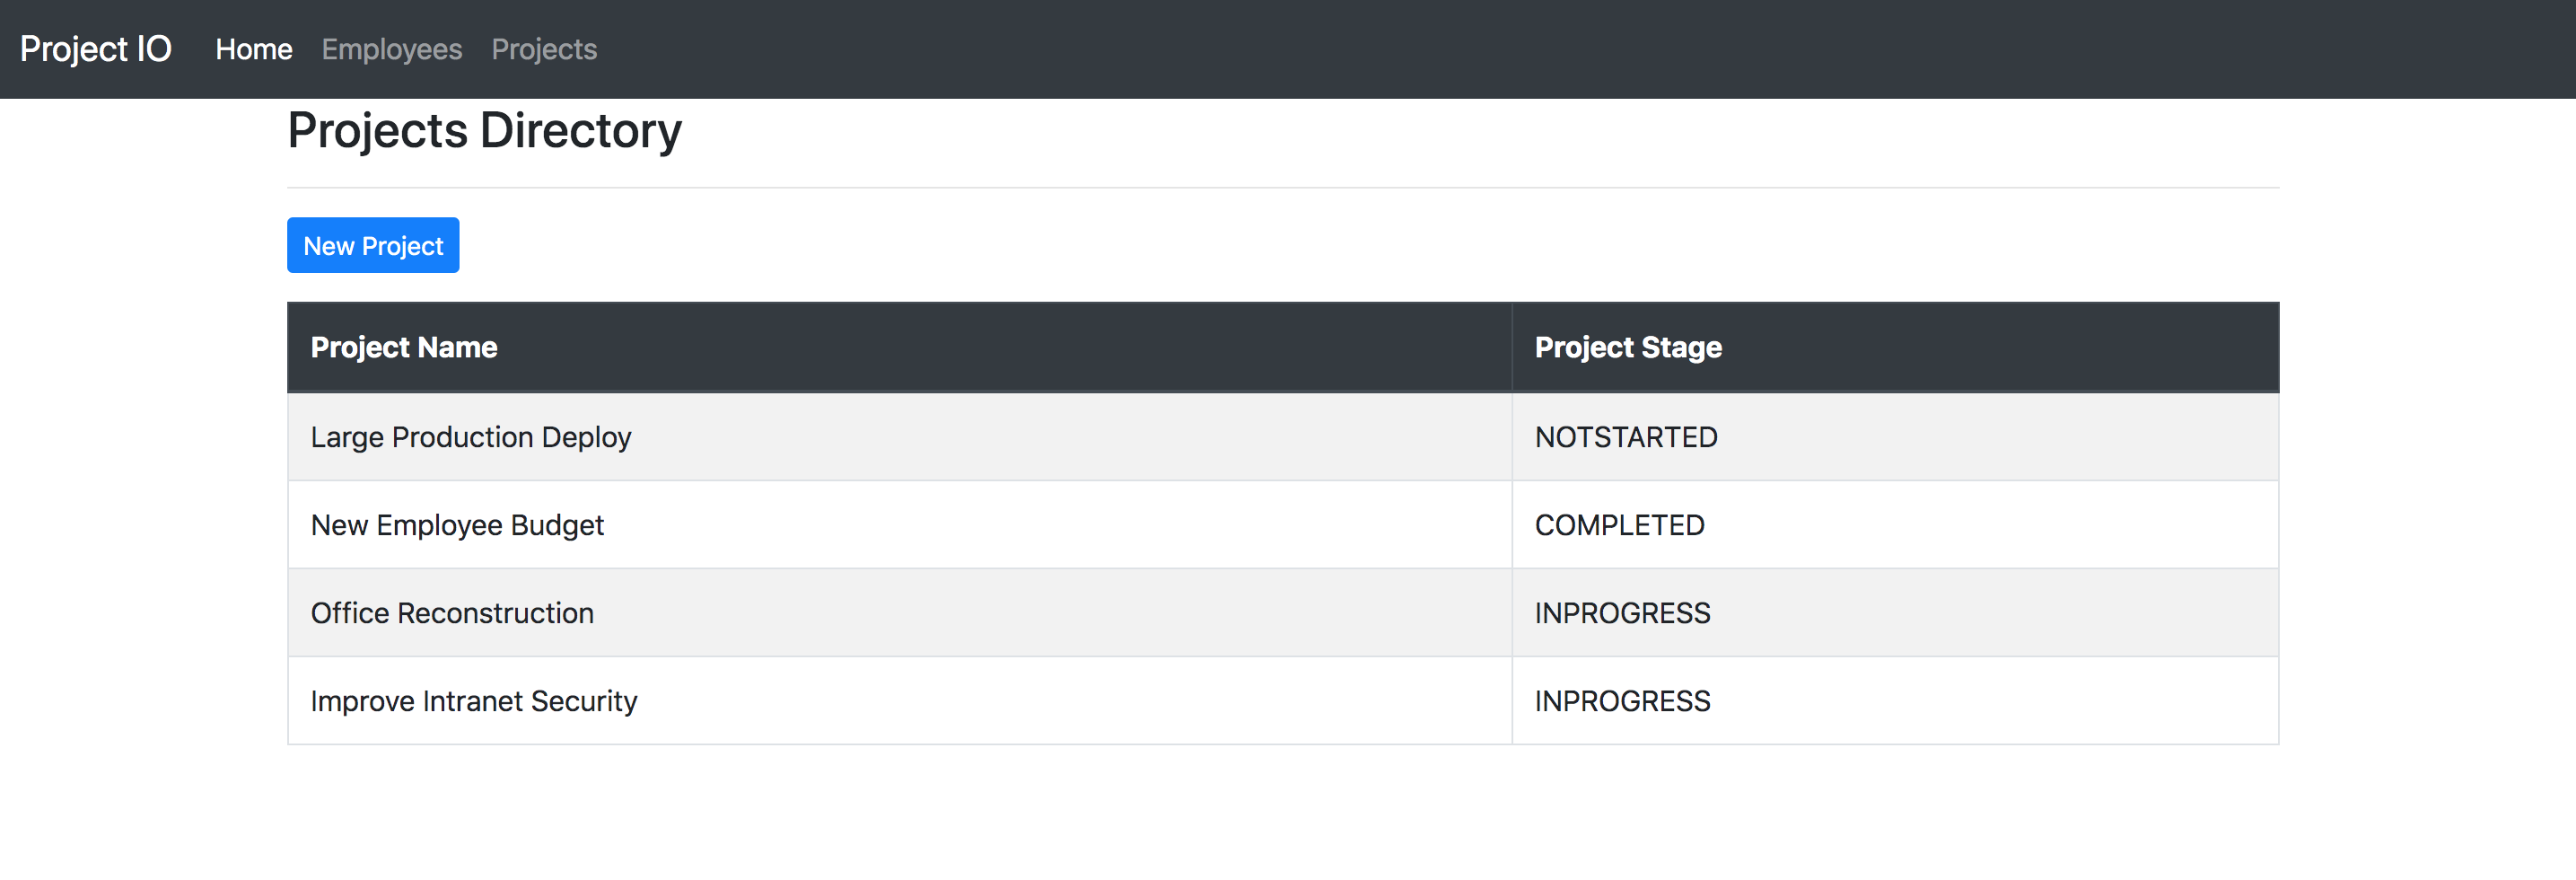 Project IO Home Employees Projects
Projects Directory
New Project
Project Name Project Stage
Large Production Deploy NOTSTARTED
New Employee Budget COMPLETED
Office Reconstruction INPROGRESS
Improve Intranet Security INPROGRESS